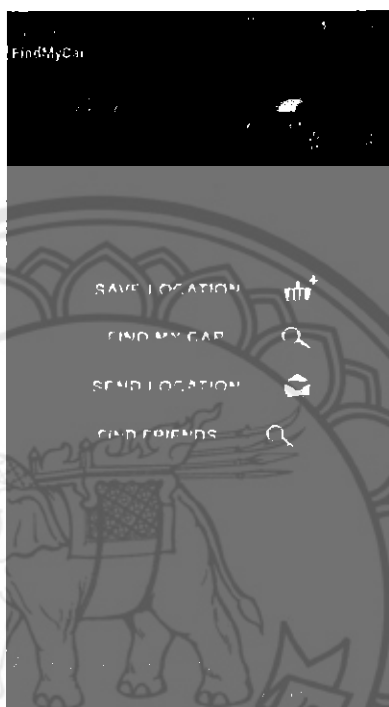 FindMyCar
SAVE LOCATION
FIND MY CAR
SEND LOCATION
FIND FRIENDS